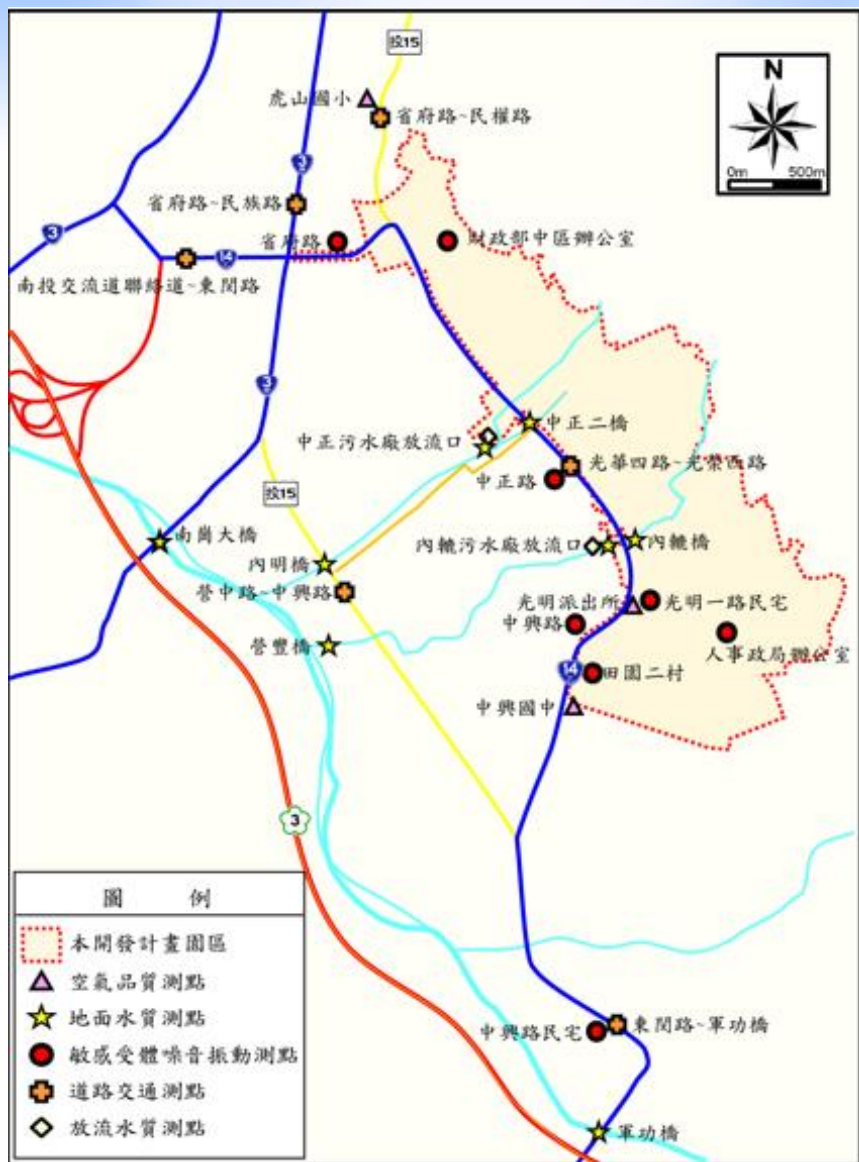 投15
N
0m 500m
虎山國小
省府路~民權路
3
省府路~民族路
3
省府路
財政部中區辦公室
14
南投交流道聯絡道~東閔路
3
中正二橋
中正污水廠放流口
光華四路~光榮西路
中正路
投15
南崗大橋
內轆污水廠放流口
內轆橋
內明橋
營中路~中興路
光明派出所
光明一路民宅
中興路
營豐橋
人事政局辦公室
14
田園二村
中興國中
3
圖 例
本開發計畫園區
空氣品質測點
地面水質測點
敏感受體噪音振動測點
道路交通測點
放流水質測點
中興路民宅
東閔路~軍功橋
軍功橋